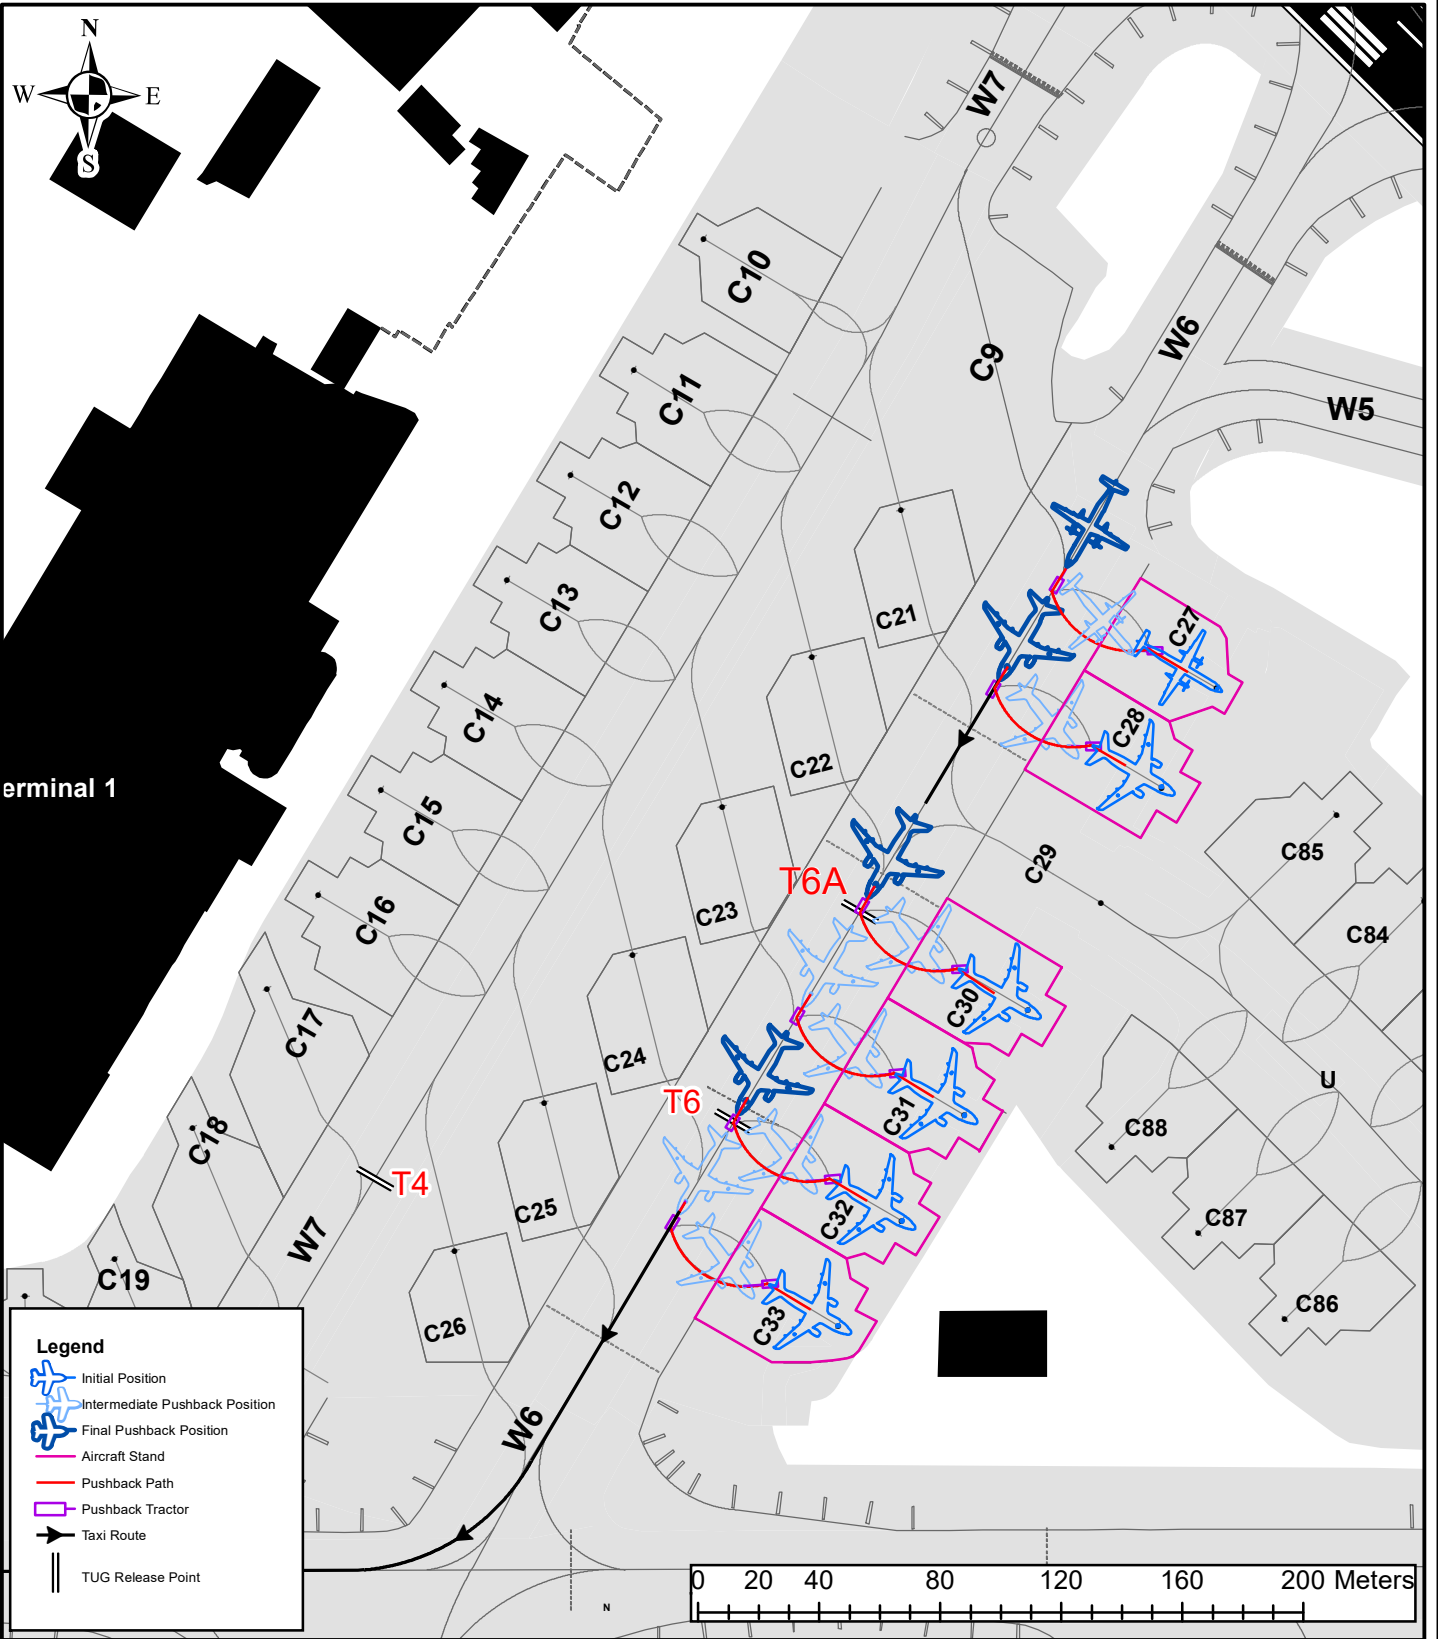 N
W
E
S
W7
C10
C9
W6
C11
W5
C12
C21
C13
C27
C28
C14
C22
erminal 1
C15
C29
C85
T6A
C23
C16
C84
C30
C17
C24
C31
U
T6
C18
C88
T4
C25
C32
C87
W7
C19
C26
C33
C86
W6
Legend
Initial Position
Intermediate Pushback Position
Final Pushback Position
Aircraft Stand
Pushback Path
Pushback Tractor
Taxi Route
TUG Release Point
N
0 20 40 80 120 160 200 Meters